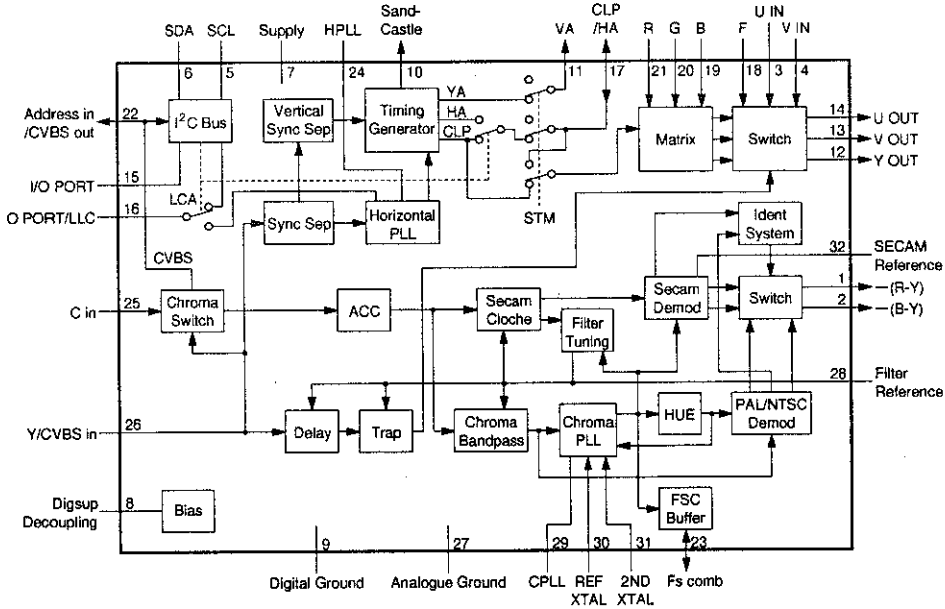 SDA
SCL
Supply
HPLL
Sand-
Castle
VA
CLP
/HA
R
G
B
F
U IN
V IN
6
5
7
24
10
11
17
21
20
19
18
3
4
Address in
/CVBS out
22
I²C Bus
Vertical
Sync Sep
Timing
Generator
YA
HA
CLP
Matrix
Switch
14
U OUT
13
V OUT
12
Y OUT
I/O PORT
15
O PORT/LLC
16
LCA
Sync Sep
Horizontal
PLL
STM
Ident
System
CVBS
32
SECAM
Reference
C in
25
Chroma
Switch
ACC
Secam
Cloche
Filter
Tuning
Secam
Demod
Switch
1
—(R-Y)
2
—(B-Y)
28
Filter
Reference
Y/CVBS in
26
Delay
Trap
Chroma
Bandpass
Chroma
PLL
HUE
PAL/NTSC
Demod
Digsup
Decoupling
8
Bias
FSC
Buffer
9
27
29
30
31
23
Digital Ground
Analogue Ground
CPLL
REF
XTAL
2ND
XTAL
Fs comb